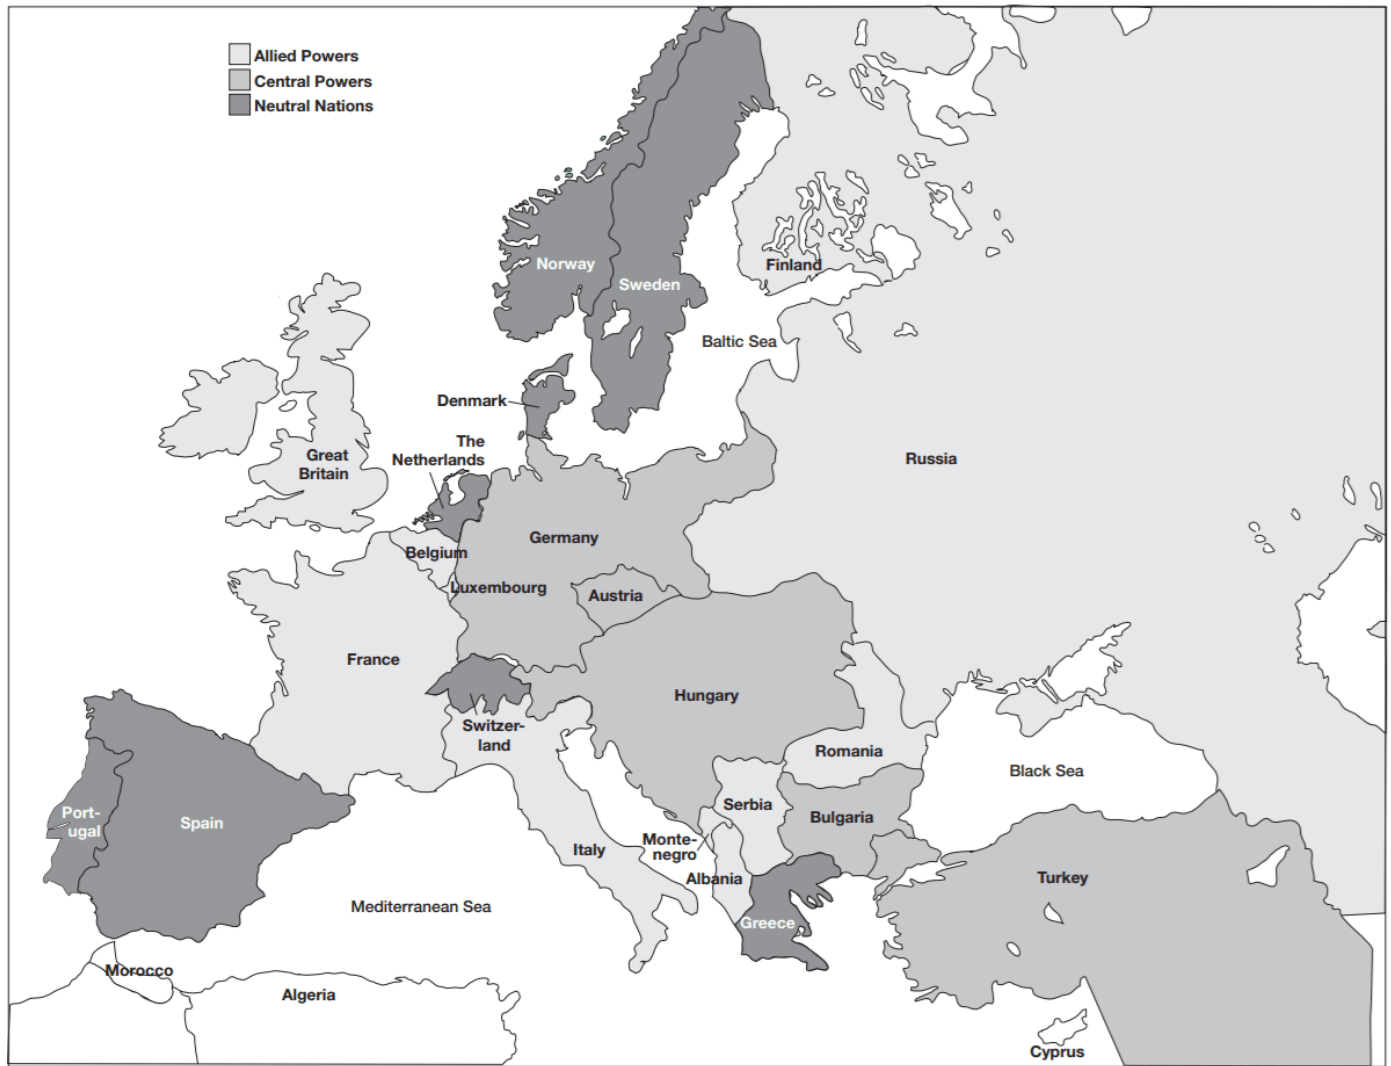 Allied Powers
Central Powers
Neutral Nations
Norway
Sweden
Finland
Baltic Sea
Denmark
The
Netherlands
Great
Britain
Russia
Belgium
Germany
Luxembourg
Austria
France
Hungary
Switzer-
land
Romania
Black Sea
Serbia
Bulgaria
Port-
ugal
Spain
Italy
Monte-
negro
Albania
Turkey
Mediterranean Sea
Greece
Morocco
Algeria
Cyprus